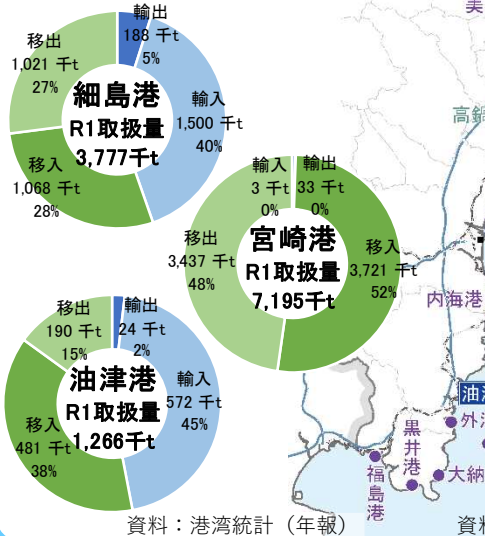 輸出
188 千t
5%
移出
1,021 千t
27%
細島港
R1取扱量
3,777千t
輸入
1,500 千t
40%
移入
1,068 千t
28%
輸入
3 千t
0%
輸出
33 千t
0%
移出
3,437 千t
48%
宮崎港
R1取扱量
7,195千t
移入
3,721 千t
52%
移出
190 千t
15%
輸出
24 千t
2%
油津港
R1取扱量
1,266千t
輸入
572 千t
45%
移入
481 千t
38%
美
高鍋
内海港
油
外
黒井港
大納
福島港
資料：港湾統計（年報）
資料